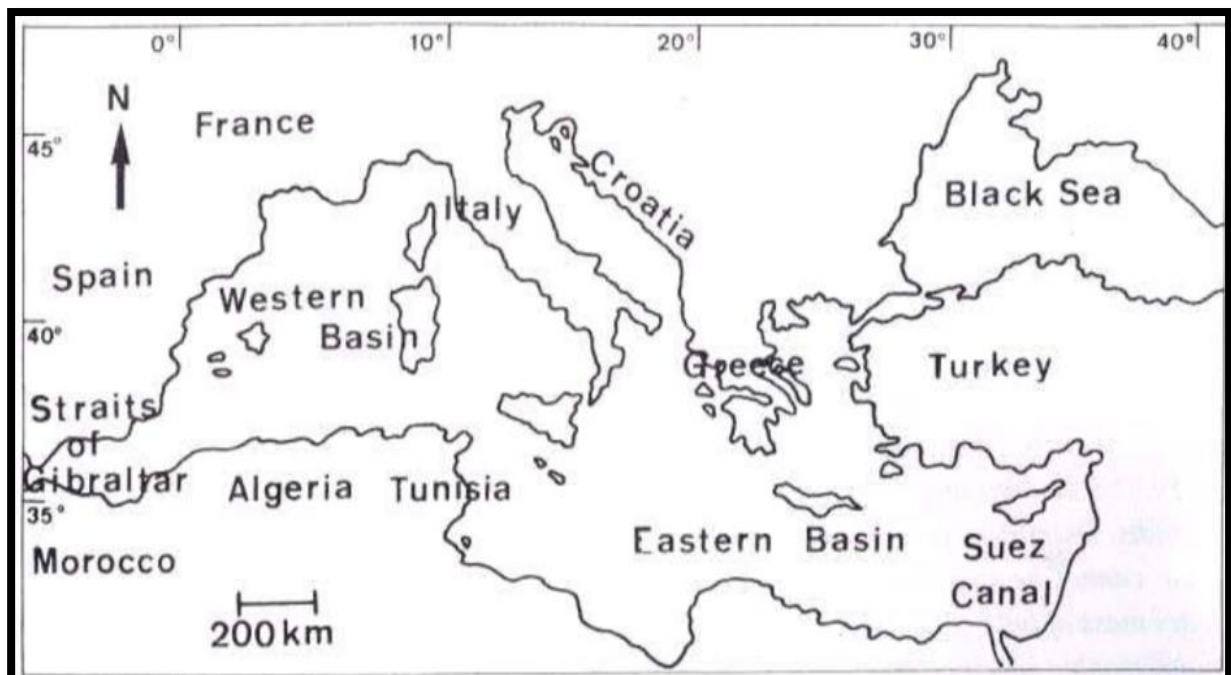 0° 10° 20° 30° 40°
N
45°
France
Croatia
Black Sea
Italy
Spain
Western
Basin
40°
Greece
Turkey
Straits
of
Gibraltar
Algeria
Tunisia
35°
Eastern Basin
Suez
Canal
Morocco
200 km